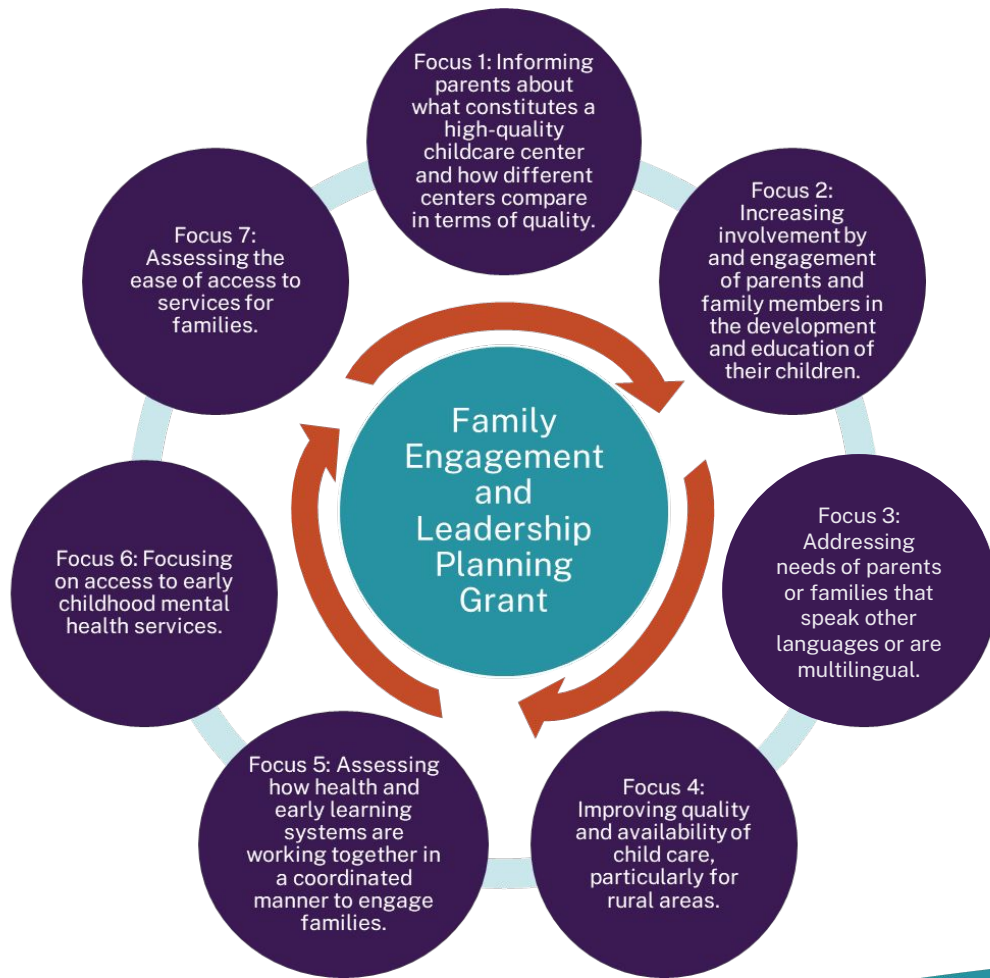 Focus 1: Informing
parents about
what constitutes a
high-quality
childcare center
and how different
centers compare
in terms of quality.
Focus 2:
Increasing
involvement by
and engagement
of parents and
family members in
the development
and education of
their children.
Focus 3:
Addressing
needs of parents
or families that
speak other
languages or are
multilingual.
Focus 4:
Improving quality
and availability of
child care,
particularly for
rural areas.
Focus 5: Assessing
how health and
early learning
systems are
working together in
a coordinated
manner to engage
families.
Focus 6: Focusing
on access to early
childhood mental
health services.
Focus 7:
Assessing the
ease of access to
services for
families.
Family
Engagement
and
Leadership
Planning
Grant